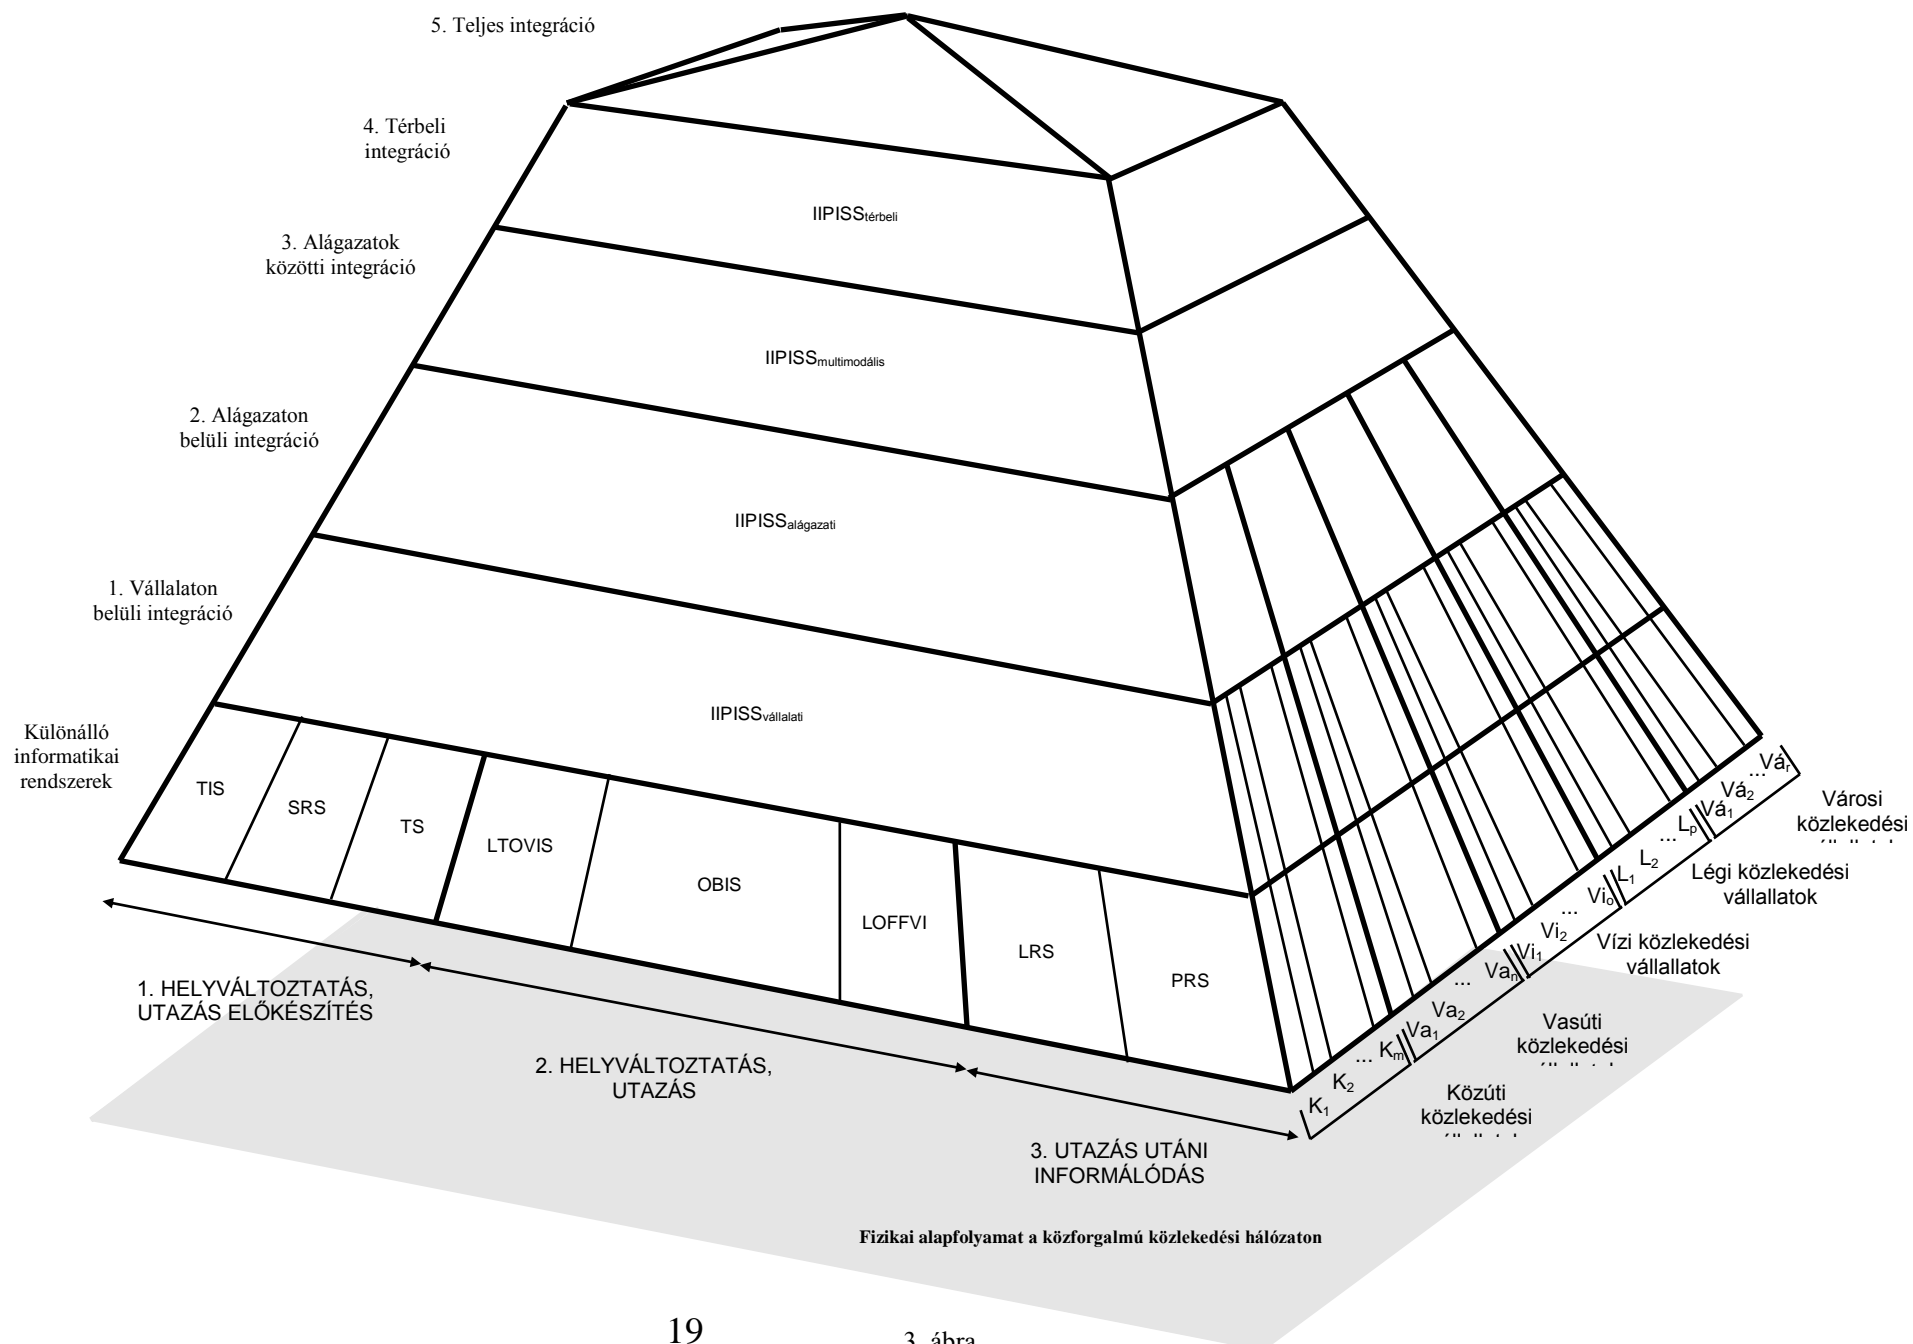 5. Teljes integráció
4. Térbeli
integráció
3. Alágazatok
közötti integráció
2. Alágazaton
belüli integráció
1. Vállalaton
belüli integráció
Különálló
informatikai
rendszerek
IIPISStérbeli
IIPISSmultimodális
IIPISSalágazati
IIPISSvállalati
TIS
SRS
TS
LTOVIS
OBIS
LOFFVI
LRS
PRS
1. HELYVÁLTOZTATÁS,
UTAZÁS ELŐKÉSZÍTÉS
2. HELYVÁLTOZTATÁS,
UTAZÁS
3. UTAZÁS UTÁNI
INFORMÁLÓDÁS
K1 K2 ... Km
Va1 Va2 ... Van
Vi1 Vi2 ... Vio
L1 L2 ... Lp
Vá1 Vá2 ...Vár
Városi
közlekedési
Légi közlekedési
vállallatok
Vízi közlekedési
vállallatok
Vasúti
közlekedési
Közúti
közlekedési
Fizikai alapfolyamat a közforgalmú közlekedési hálózaton
19
3. ábra